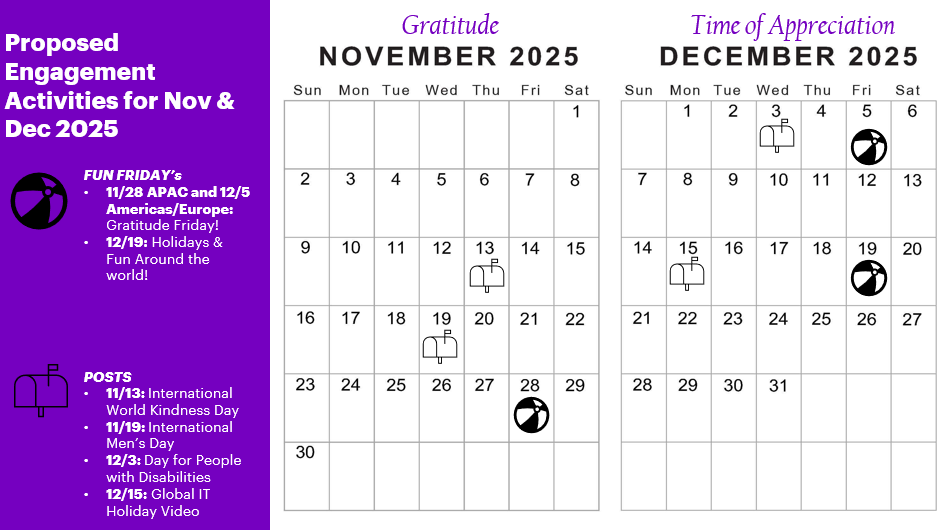 Proposed
Engagement
Activities for Nov &
Dec 2025
FUN FRIDAY’s
• 11/28 APAC and 12/5
Americas/Europe:
Gratitude Friday!
• 12/19: Holidays &
Fun Around the
world!
POSTS
• 11/13: International
World Kindness Day
• 11/19: International
Men’s Day
• 12/3: Day for People
with Disabilities
• 12/15: Global IT
Holiday Video
Gratitude
NOVEMBER 2025
Sun Mon Tue Wed Thu Fri Sat
1
2 3 4 5 6 7 8
9 10 11 12 13 14 15
16 17 18 19 20 21 22
23 24 25 26 27 28 29
30
Time of Appreciation
DECEMBER 2025
Sun Mon Tue Wed Thu Fri Sat
1 2 3 4 5 6
7 8 9 10 11 12 13
14 15 16 17 18 19 20
21 22 23 24 25 26 27
28 29 30 31